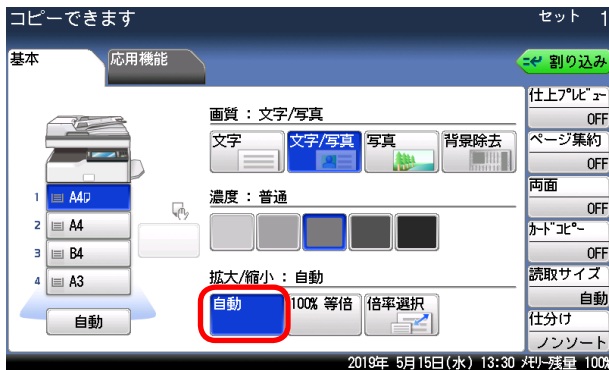 コピーできます
セット 1
基本
応用機能
割り込み
画質 : 文字/写真
文字
文字/写真
写真
背景除去
濃度 : 普通
1 A4
2 A4
3 B4
4 A3
自動
拡大/縮小 : 自動
自動
100% 等倍
倍率選択
仕上プレビュー
OFF
ページ集約
OFF
両面
OFF
カードコピー
OFF
読取サイズ
自動
仕分け
ノンソート
2019年 5月15日(水) 13:30 メモリー残量 100%